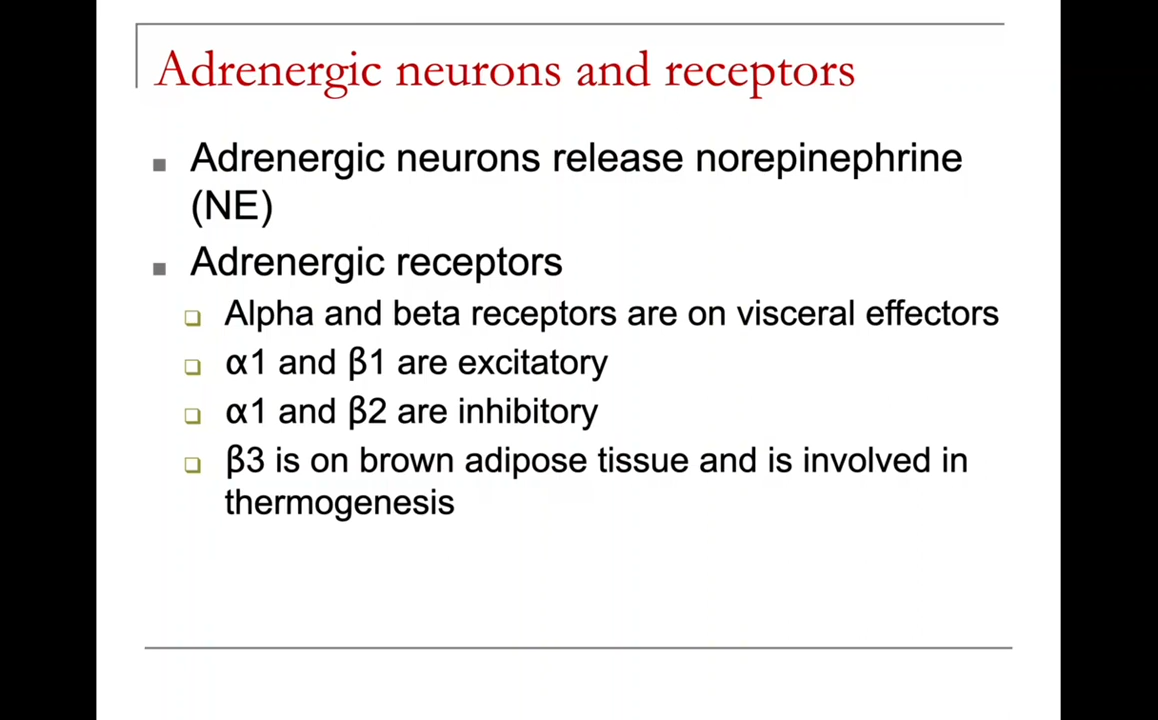 Adrenergic neurons and receptors
Adrenergic neurons release norepinephrine
(NE)
Adrenergic receptors
Alpha and beta receptors are on visceral effectors
α1 and β1 are excitatory
α1 and β2 are inhibitory
β3 is on brown adipose tissue and is involved in
thermogenesis